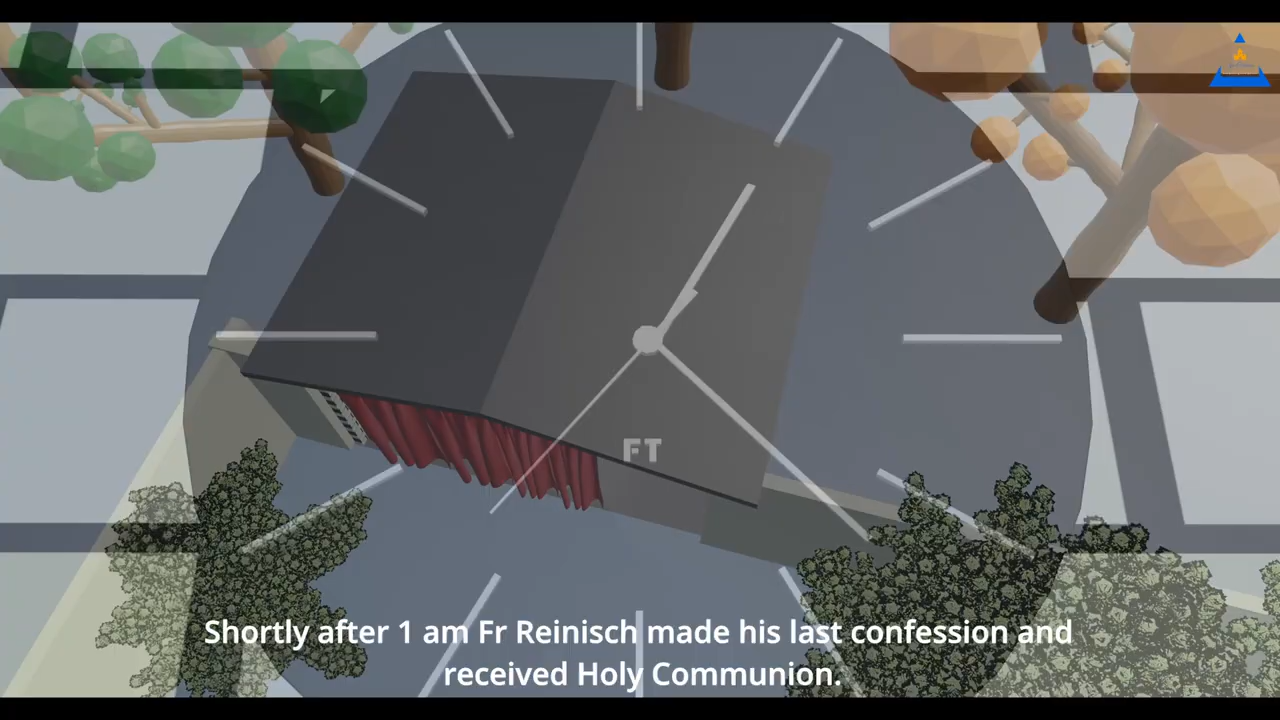 FT
Shortly after 1 am Fr Reinisch made his last confession and
received Holy Communion.